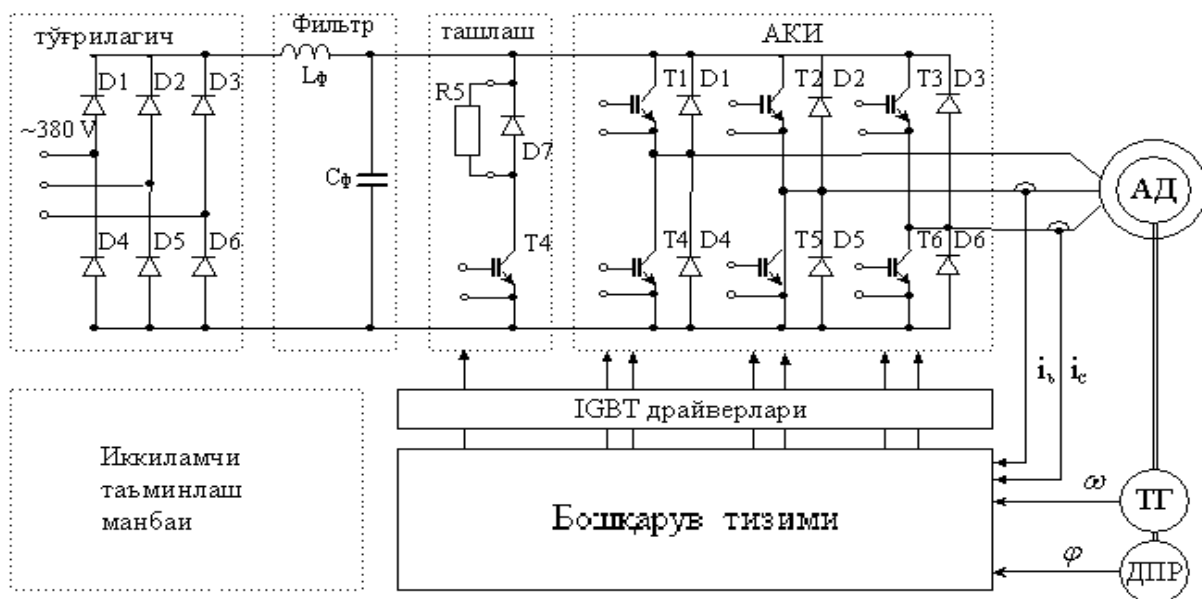 тўғрилагич
Фильтр
ташлаш
АКИ
D1
D2
D3
Lф
R5
T1
D1
T2
D2
T3
D3
~380 V
D7
Cф
АД
D4
D5
D6
T4
T4
D4
T5
D5
T6
D6
iъ
ic
IGBT драйверлари
Иккиламчи
таъминлаш
манбаи
Бошқарув тизими
ω
ТГ
φ
ДПР